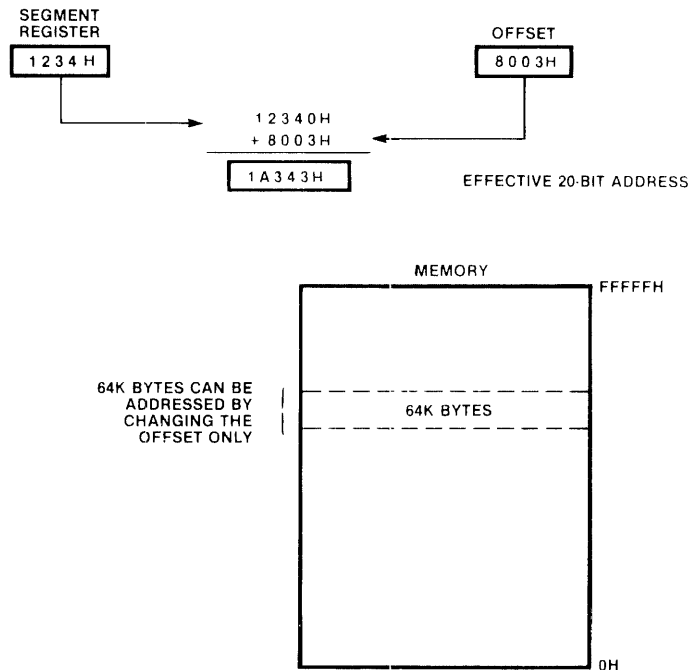 SEGMENT
REGISTER
1234H
OFFSET
8003H
12340H
+ 8003H
1A343H
EFFECTIVE 20-BIT ADDRESS
MEMORY
FFFFFH
64K BYTES CAN BE
ADDRESSED BY
CHANGING THE
OFFSET ONLY
64K BYTES
0H